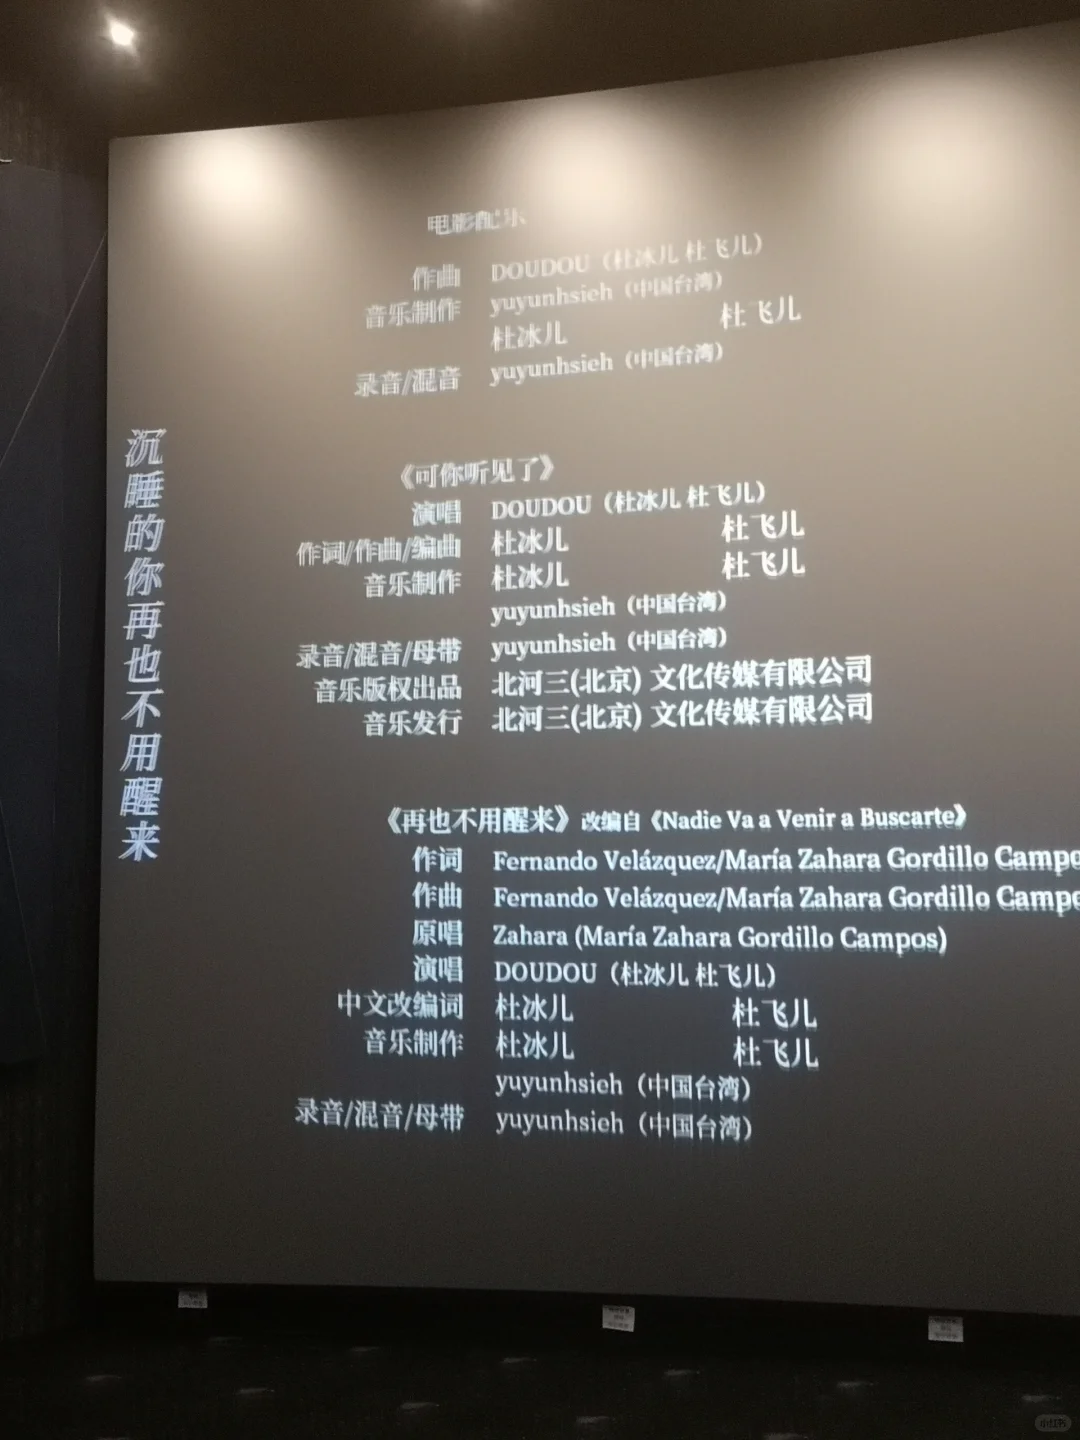 电影配乐
作曲 DOUDOU（杜冰儿 杜飞儿）
音乐制作 yuyunhsieh（中国台湾）
杜冰儿 杜飞儿
录音/混音 yuyunhsieh（中国台湾）
《可你听见了》
演唱 DOUDOU（杜冰儿 杜飞儿）
作词/作曲/编曲 杜冰儿 杜飞儿
音乐制作 杜冰儿 杜飞儿
yuyunhsieh（中国台湾）
录音/混音/母带 yuyunhsieh（中国台湾）
音乐版权出品 北河三(北京) 文化传媒有限公司
音乐发行 北河三(北京) 文化传媒有限公司
《再也不用醒来》改编自《Nadie Va a Venir a Buscarte》
作词 Fernando Velázquez/María Zahara Gordillo Campo
作曲 Fernando Velázquez/María Zahara Gordillo Campo
原唱 Zahara (María Zahara Gordillo Campos)
演唱 DOUDOU（杜冰儿 杜飞儿）
中文改编词 杜冰儿 杜飞儿
音乐制作 杜冰儿 杜飞儿
yuyunhsieh（中国台湾）
录音/混音/母带 yuyunhsieh（中国台湾）
沉睡的你再也不用醒来
小红书